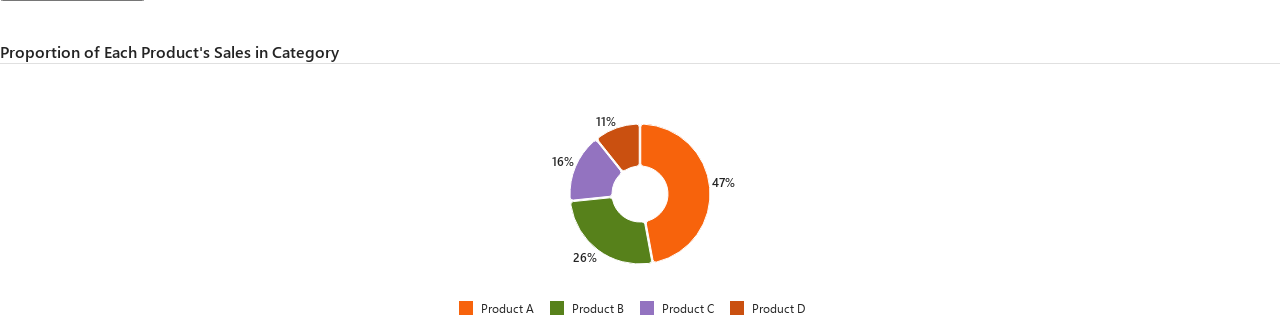 Proportion of Each Product's Sales in Category
11%
16%
47%
26%
Product A Product B Product C Product D